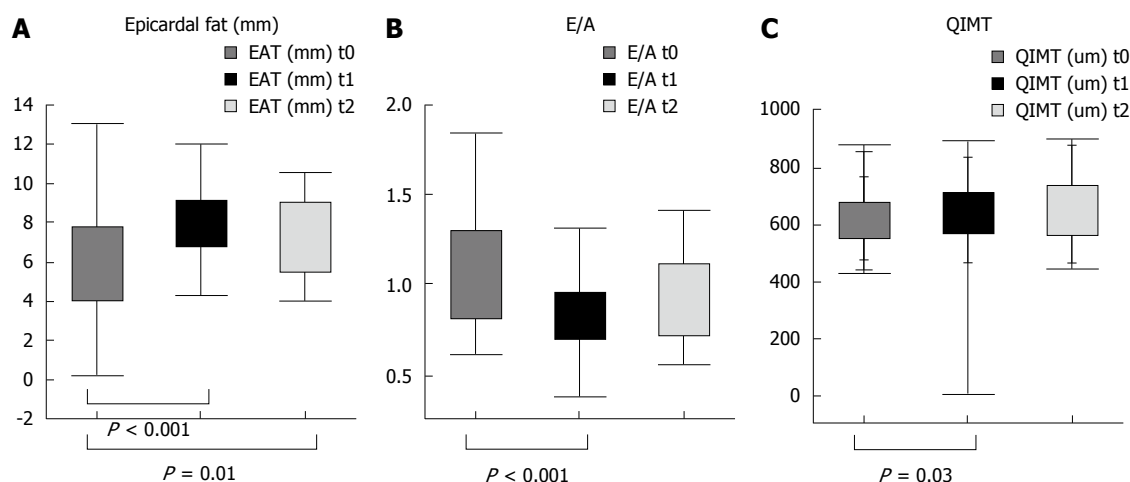 A
Epicardal fat (mm)
EAT (mm) t0
EAT (mm) t1
EAT (mm) t2
14
12
10
8
6
4
2
0
-2
P < 0.001
P = 0.01
B
E/A
E/A t0
E/A t1
E/A t2
2.0
1.5
1.0
0.5
P < 0.001
C
QIMT
QIMT (um) t0
QIMT (um) t1
QIMT (um) t2
1000
800
600
400
200
0
P = 0.03